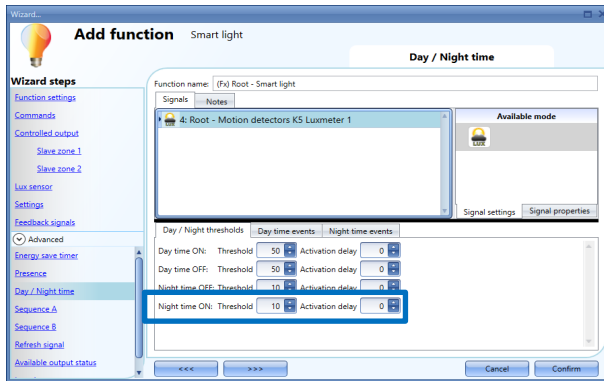 Wizard...
Add function Smart light
Day / Night time
Wizard steps
Function settings
Commands
Controlled output
Slave zone 1
Slave zone 2
Lux sensor
Settings
Feedback signals
Advanced
Energy save timer
Presence
Day / Night time
Sequence A
Sequence B
Refresh signal
Available output status
Function name: (Fx) Root - Smart light
Signals Notes
4: Root - Motion detectors K5 Luxmeter 1
Available mode
LUX
Signal settings Signal properties
Day / Night thresholds Day time events Night time events
Day time ON: Threshold 50 Activation delay 0
Day time OFF: Threshold 50 Activation delay 0
Night time OFF: Threshold 10 Activation delay 0
Night time ON: Threshold 10 Activation delay 0
<<< >>> Cancel Confirm